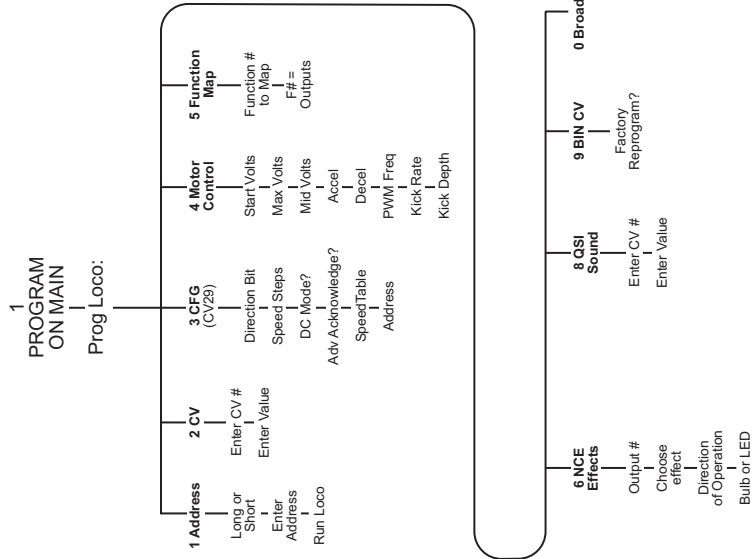 1
PROGRAM
ON MAIN
Prog Loco:
1 Address
Long or
Short
Enter
Address
Run Loco
2 CV
Enter CV #
Enter Value
3 CFG
(CV29)
Direction Bit
Speed Steps
DC Mode?
Adv Acknowledge?
SpeedTable
Address
4 Motor
Control
Start Volts
Max Volts
Mid Volts
Accel
Decel
PWM Freq
Kick Rate
Kick Depth
5 Function
Map
Function #
to Map
F# =
Outputs
6 NCE
Effects
Output #
Choose
effect
Direction
of Operation
Bulb or LED
8 QSI
Sound
Enter CV #
Enter Value
9 BIN CV
Factory
Reprogram?
0 Broad